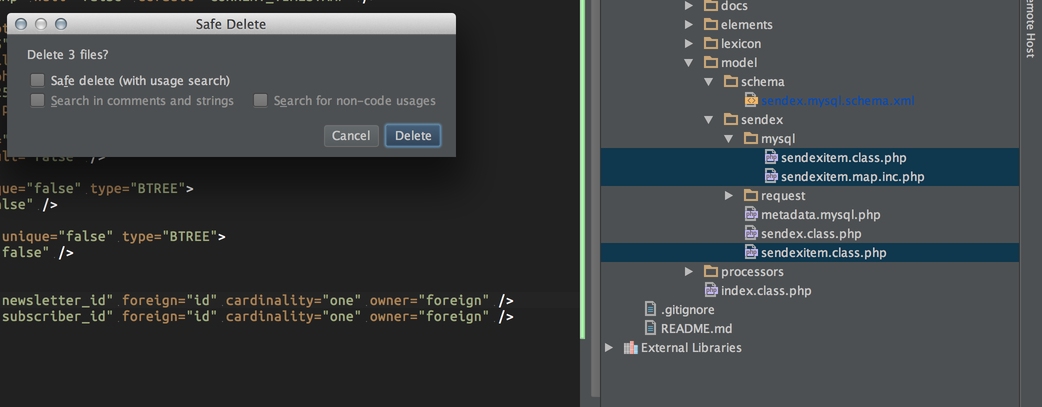 Safe Delete
Delete 3 files?
Safe delete (with usage search)
Search in comments and strings Search for non-code usages
Cancel Delete
que="false" type="BTREE">
alse" />
unique="false" type="BTREE">
false" />
newsletter_id" foreign="id" cardinality="one" owner="foreign" />
subscriber_id" foreign="id" cardinality="one" owner="foreign" />
docs
elements
lexicon
model
schema
sendex.mysql.schema.xml
sendex
mysql
sendexitem.class.php
sendexitem.map.inc.php
request
metadata.mysql.php
sendex.class.php
sendexitem.class.php
processors
index.class.php
.gitignore
README.md
External Libraries
emote Host